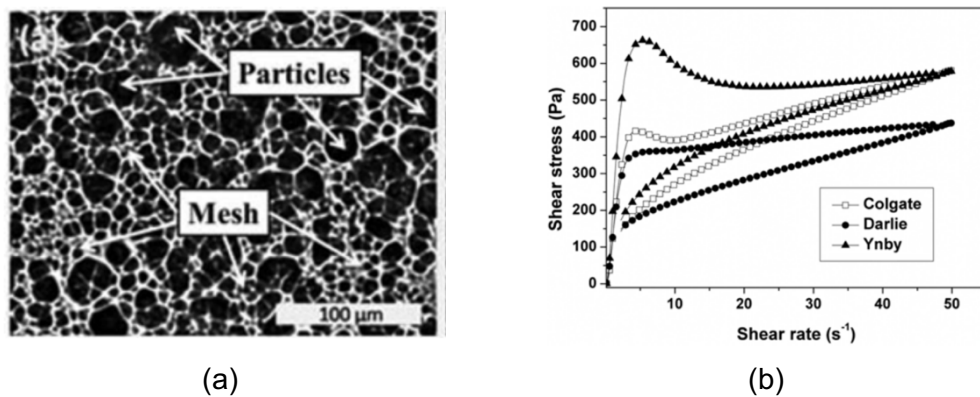 (a)
Particles
Mesh
100 µm
(a)
Shear stress (Pa)
700
600
500
400
300
200
100
0
Colgate
Darlie
Ynby
10
20
30
40
50
Shear rate (s⁻¹)
(b)